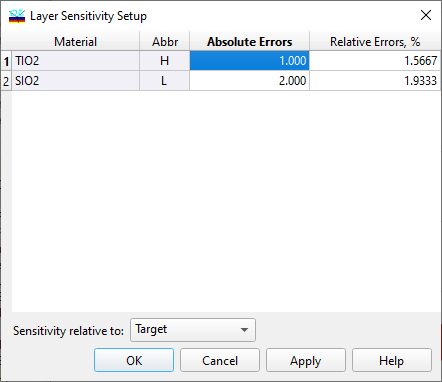 Layer Sensitivity Setup
Material Abbr Absolute Errors Relative Errors, %
1 TIO2 H 1.000 1.5667
2 SIO2 L 2.000 1.9333
Sensitivity relative to: Target
OK Cancel Apply Help